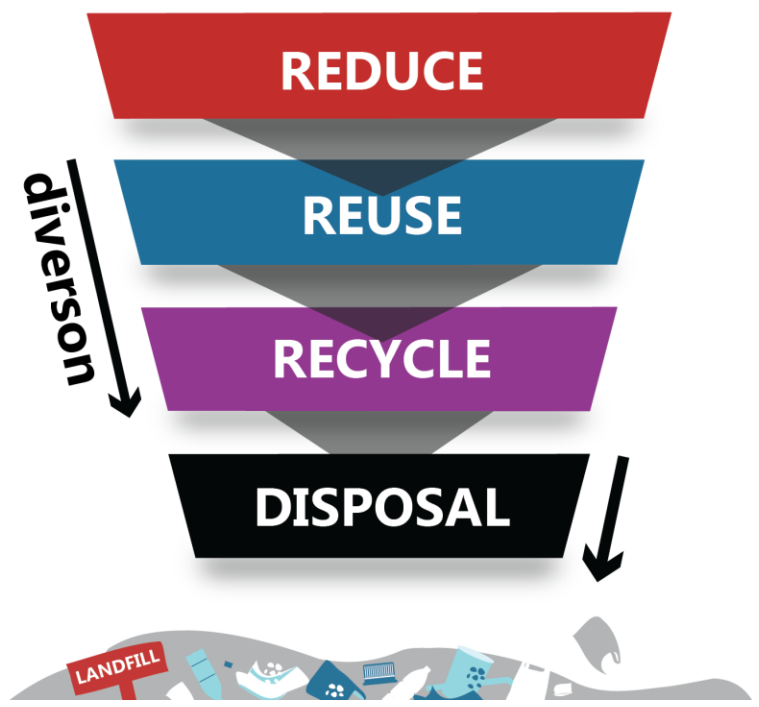 REDUCE
diverson
REUSE
RECYCLE
DISPOSAL
LANDFILL